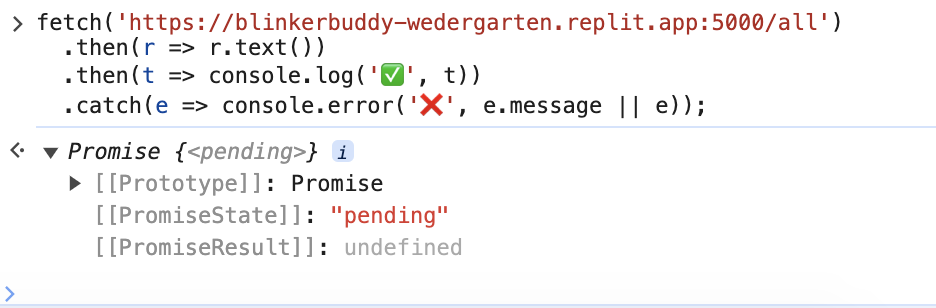 > fetch('https://blinkerbuddy-wedergarten.replit.app:5000/all')
.then(r => r.text())
.then(t => console.log('✅', t))
.catch(e => console.error('❌', e.message || e));
Promise {<pending>} i
[[Prototype]]: Promise
[[PromiseState]]: "pending"
[[PromiseResult]]: undefined
>